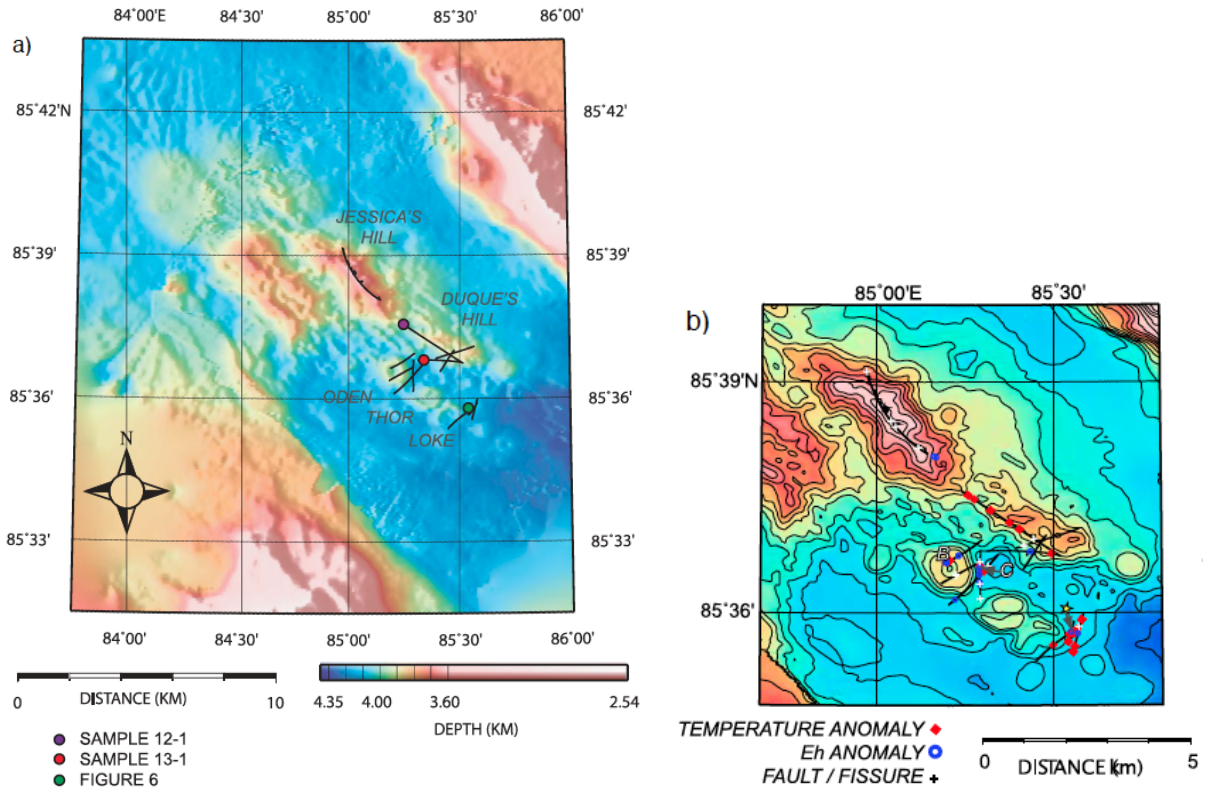 84°00'E 84°30' 85°00' 85°30' 86°00'
a)
85°42'N 85°42'
JESSICA'S
HILL
85°39' 85°39'
DUQUE'S
HILL
85°36' 85°36'
ODEN
THOR
LOKE
N
85°33' 85°33'
84°00' 84°30' 85°00' 85°30' 86°00'
0 10
DISTANCE (KM)
4.35 4.00 3.60 2.54
DEPTH (KM)
SAMPLE 12-1
SAMPLE 13-1
FIGURE 6
b)
85°00'E 85°30'
85°39'N
B
C
85°36'
TEMPERATURE ANOMALY
Eh ANOMALY
FAULT / FISSURE
0 5
DISTANCE (km)